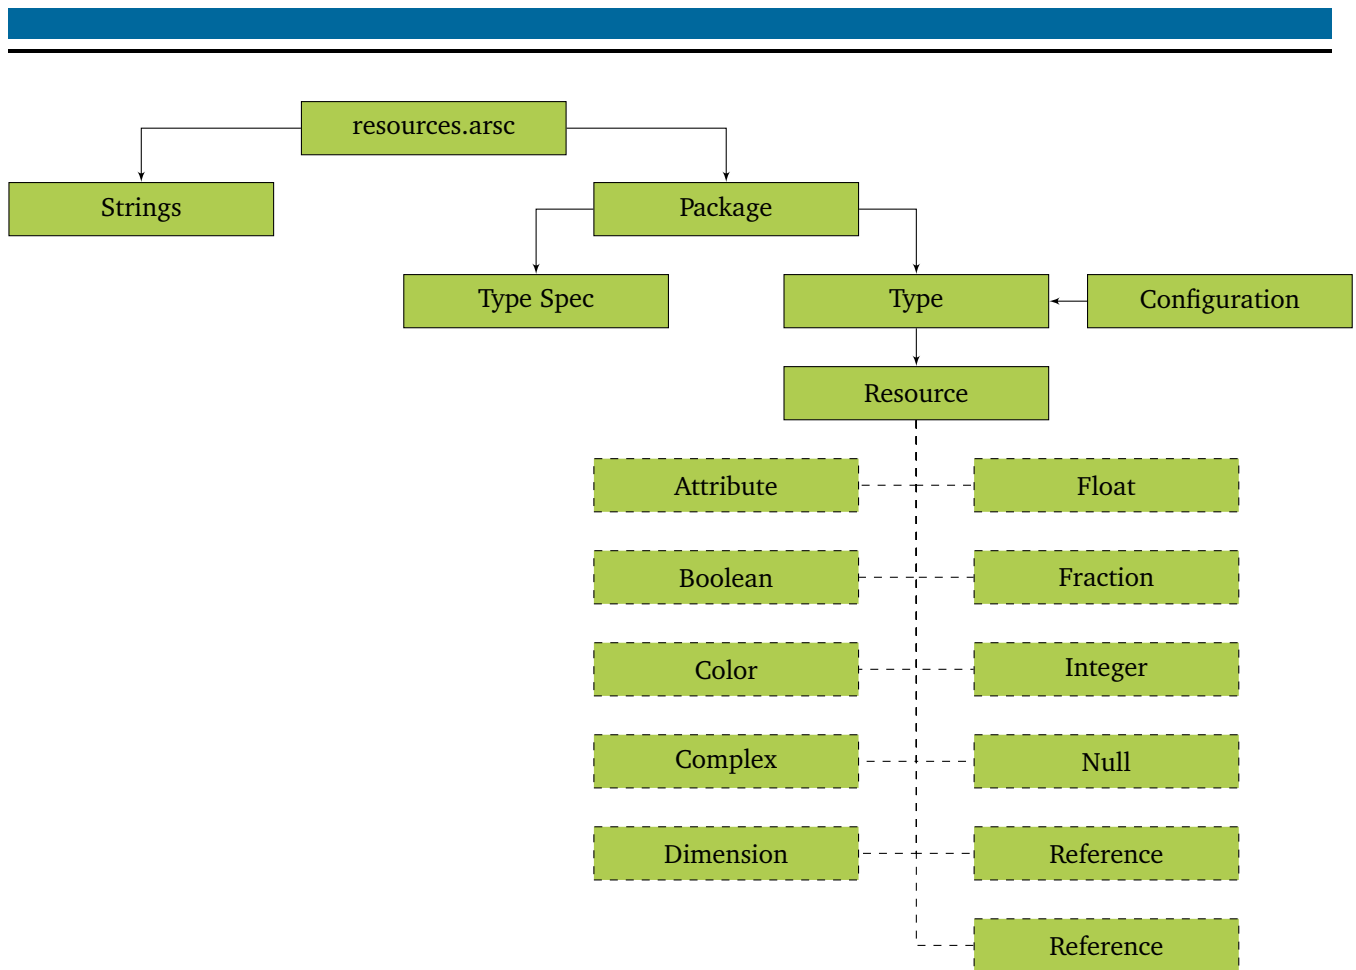 resources.arsc
Strings
Package
Type Spec
Type
Configuration
Resource
Attribute
Float
Boolean
Fraction
Color
Integer
Complex
Null
Dimension
Reference
Reference